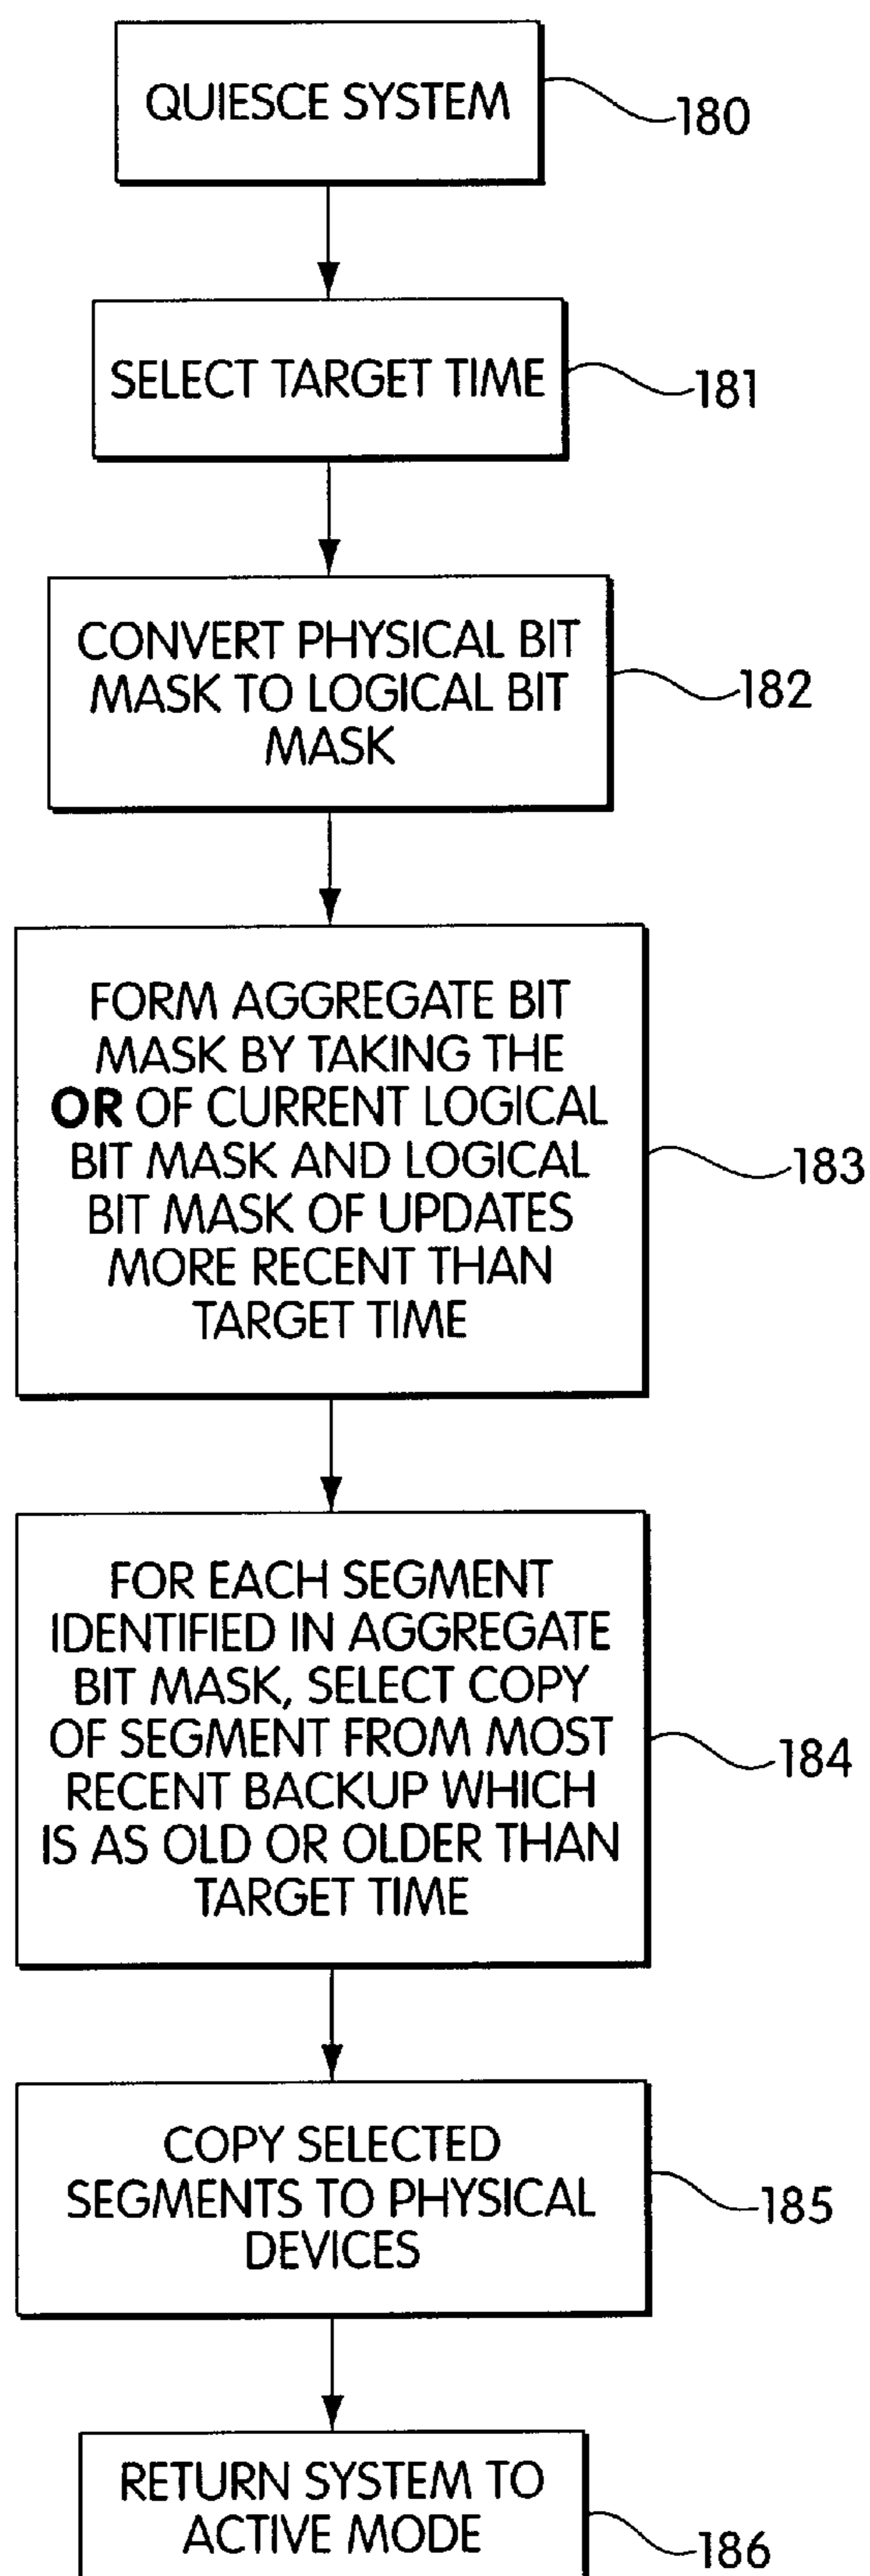 QUIESCE SYSTEM
180
SELECT TARGET TIME
181
CONVERT PHYSICAL BIT
MASK TO LOGICAL BIT
MASK
182
FORM AGGREGATE BIT
MASK BY TAKING THE
OR OF CURRENT LOGICAL
BIT MASK AND LOGICAL
BIT MASK OF UPDATES
MORE RECENT THAN
TARGET TIME
183
FOR EACH SEGMENT
IDENTIFIED IN AGGREGATE
BIT MASK, SELECT COPY
OF SEGMENT FROM MOST
RECENT BACKUP WHICH
IS AS OLD OR OLDER THAN
TARGET TIME
184
COPY SELECTED
SEGMENTS TO PHYSICAL
DEVICES
185
RETURN SYSTEM TO
ACTIVE MODE
186